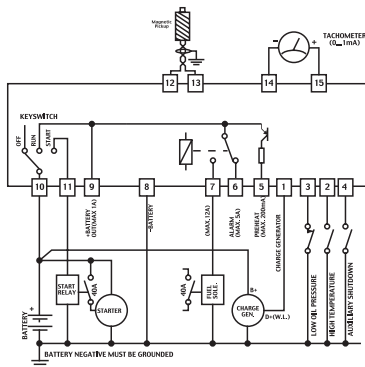 Magnetic
Pickup
TACHOMETER
(0_1mA)
- +
12 13 14 15
KEYSWITCH
OFF
RUN
START
10 11 9 8 7 6 5 1 3 2 4
+BATTERY
OUT(MAX 1A)
-BATTERY
(MAX. 12A)
ALARM
(MAX. 5A)
PREHEAT
(MAX. 200mA)
CHARGE GENERATOR
LOW OIL PRESSURE
HIGH TEMPERATURE
AUXILIARY SHUTDOWN
START
RELAY
40A
STARTER
40A
FUEL
SOLE.
B+
CHARGE
GEN.
D+(W.L.)
+
-
BATTERY
BATTERY NEGATIVE MUST BE GROUNDED